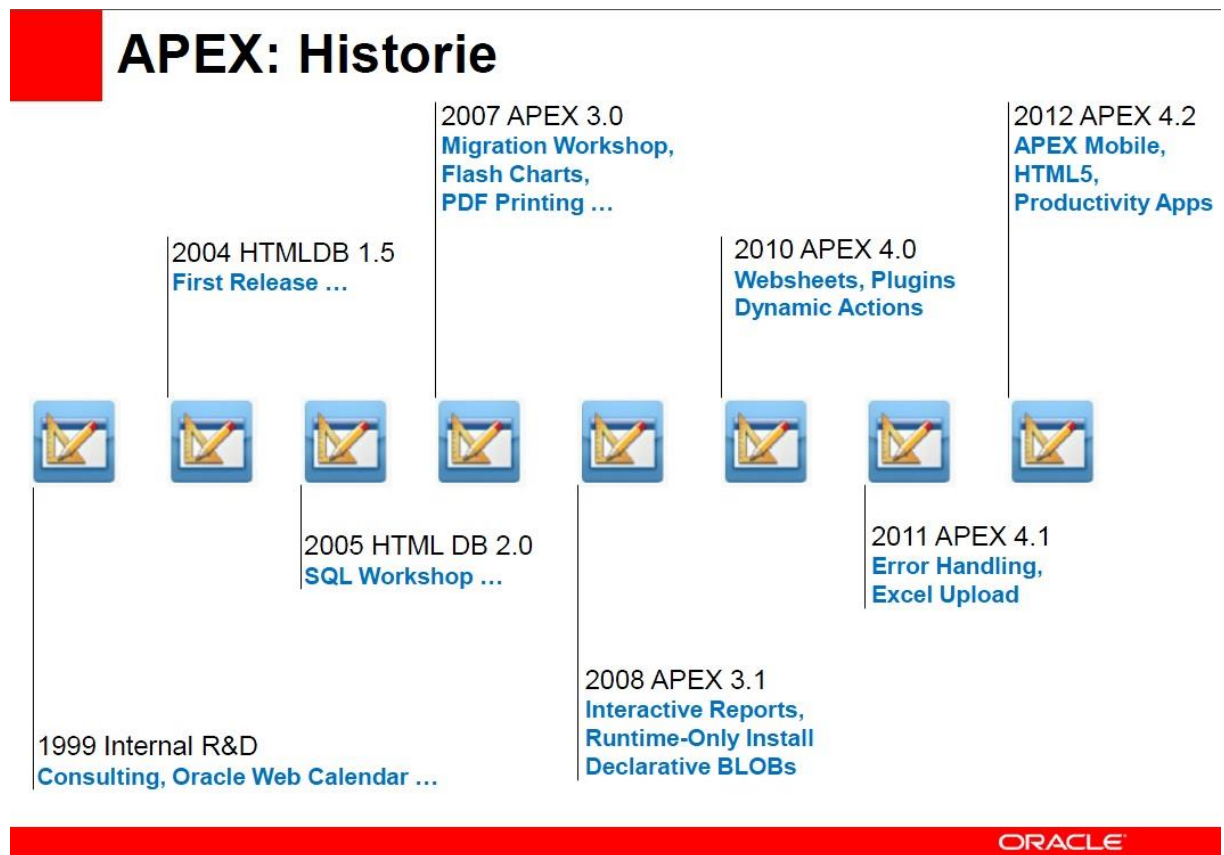 APEX: Historie
2007 APEX 3.0
Migration Workshop,
Flash Charts,
PDF Printing …
2012 APEX 4.2
APEX Mobile,
HTML5,
Productivity Apps
2004 HTMLDB 1.5
First Release …
2010 APEX 4.0
Websheets, Plugins
Dynamic Actions
2005 HTML DB 2.0
SQL Workshop …
2011 APEX 4.1
Error Handling,
Excel Upload
2008 APEX 3.1
Interactive Reports,
Runtime-Only Install
Declarative BLOBs
1999 Internal R&D
Consulting, Oracle Web Calendar …
ORACLE